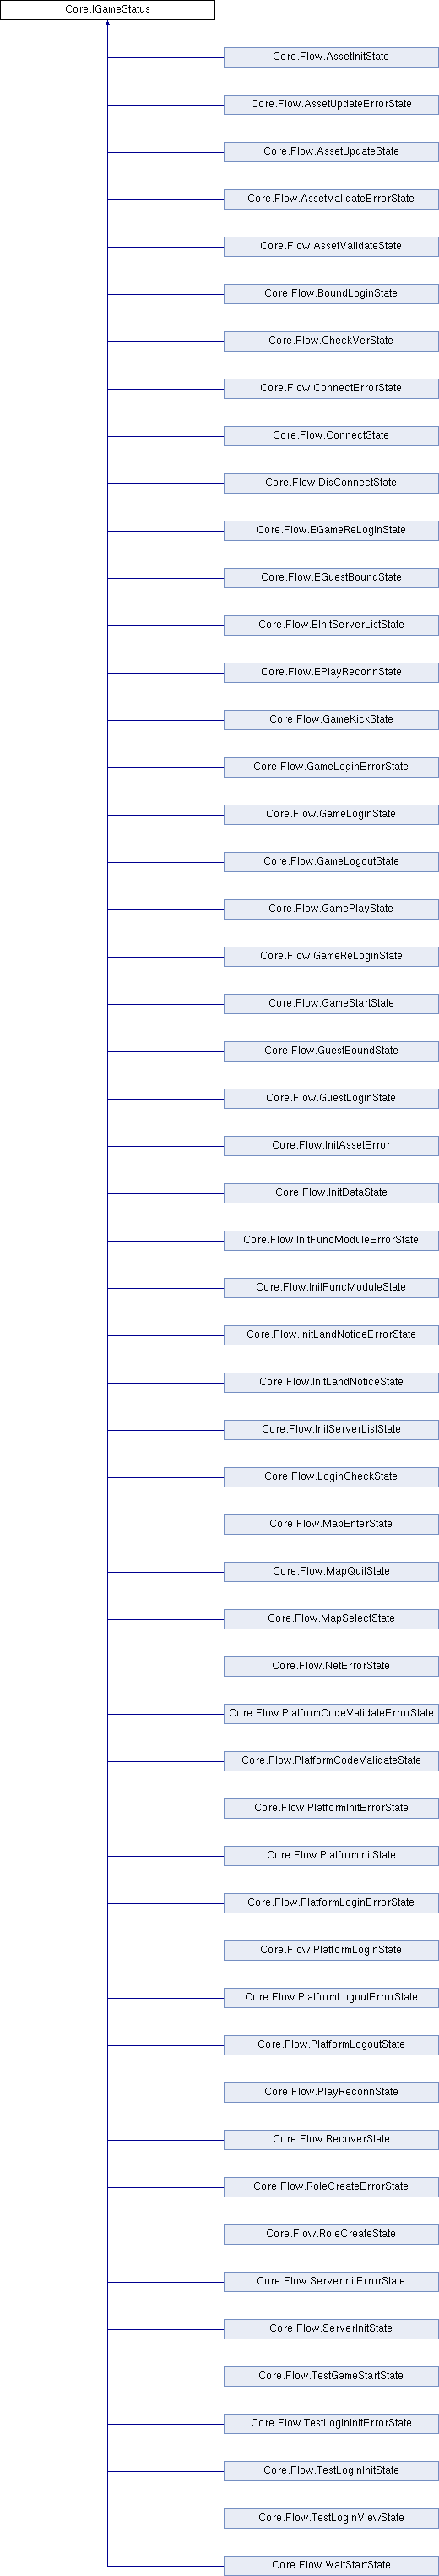 Core.IGameStatus
Core.Flow.AssetInitState
Core.Flow.AssetUpdateErrorState
Core.Flow.AssetUpdateState
Core.Flow.AssetValidateErrorState
Core.Flow.AssetValidateState
Core.Flow.BoundLoginState
Core.Flow.CheckVerState
Core.Flow.ConnectErrorState
Core.Flow.ConnectState
Core.Flow.DisConnectState
Core.Flow.EGameReLoginState
Core.Flow.EGuestBoundState
Core.Flow.EInitServerListState
Core.Flow.EPlayReconnState
Core.Flow.GameKickState
Core.Flow.GameLoginErrorState
Core.Flow.GameLoginState
Core.Flow.GameLogoutState
Core.Flow.GamePlayState
Core.Flow.GameReLoginState
Core.Flow.GameStartState
Core.Flow.GuestBoundState
Core.Flow.GuestLoginState
Core.Flow.InitAssetError
Core.Flow.InitDataState
Core.Flow.InitFuncModuleErrorState
Core.Flow.InitFuncModuleState
Core.Flow.InitLandNoticeErrorState
Core.Flow.InitLandNoticeState
Core.Flow.InitServerListState
Core.Flow.LoginCheckState
Core.Flow.MapEnterState
Core.Flow.MapQuitState
Core.Flow.MapSelectState
Core.Flow.NetErrorState
Core.Flow.PlatformCodeValidateErrorState
Core.Flow.PlatformCodeValidateState
Core.Flow.PlatformInitErrorState
Core.Flow.PlatformInitState
Core.Flow.PlatformLoginErrorState
Core.Flow.PlatformLoginState
Core.Flow.PlatformLogoutErrorState
Core.Flow.PlatformLogoutState
Core.Flow.PlayReconnState
Core.Flow.RecoverState
Core.Flow.RoleCreateErrorState
Core.Flow.RoleCreateState
Core.Flow.ServerInitErrorState
Core.Flow.ServerInitState
Core.Flow.TestGameStartState
Core.Flow.TestLoginInitErrorState
Core.Flow.TestLoginInitState
Core.Flow.TestLoginViewState
Core.Flow.WaitStartState